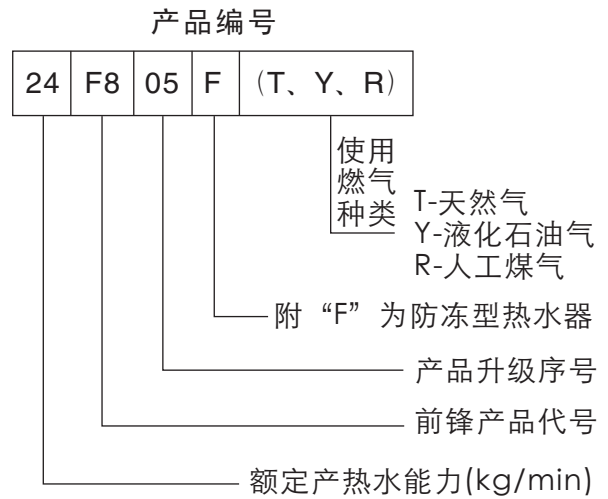 产品编号
24 F8 05 F （T、Y、R）
使用
燃气
种类
T-天然气
Y-液化石油气
R-人工煤气
附“F”为防冻型热水器
产品升级序号
前锋产品代号
额定产热水能力(kg/min)